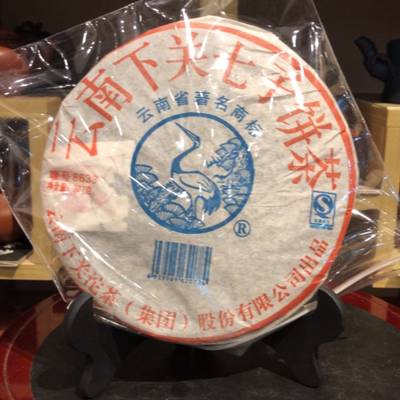 云南下关七子饼茶
云南省著名商标
®
云南下关沱茶（集团）股份有限公司出品